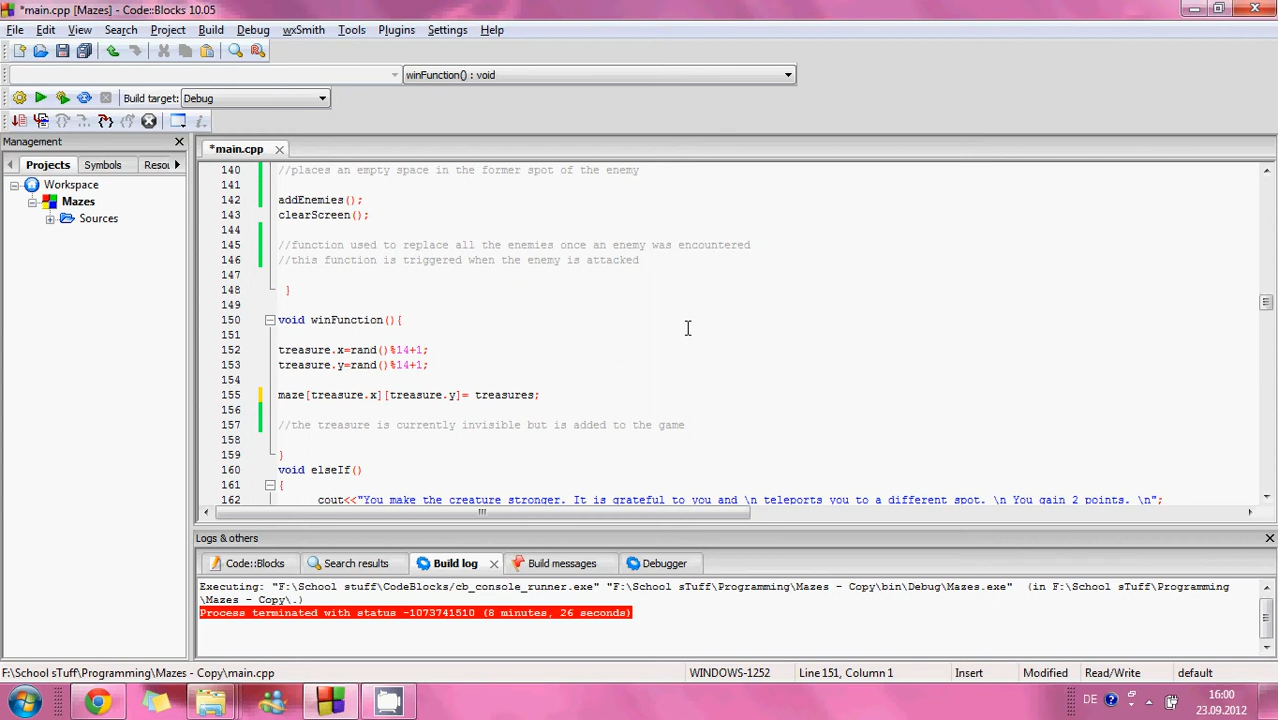 *main.cpp [Mazes] - Code::Blocks 10.05
File Edit View Search Project Build Debug wxSmith Tools Plugins Settings Help
winFunction() : void
Build target: Debug
Management
Projects Symbols Resou
*main.cpp
Workspace
Mazes
Sources
140 //places an empty space in the former spot of the enemy
141
142 addEnemies();
143 clearScreen();
144
145 //function used to replace all the enemies once an enemy was encountered
146 //this function is triggered when the enemy is attacked
147
148 }
149
150 void winFunction(){
151
152 treasure.x=rand()%14+1;
153 treasure.y=rand()%14+1;
154
155 maze[treasure.x][treasure.y]= treasures;
156
157 //the treasure is currently invisible but is added to the game
158
159 }
160 void elseIf()
161 {
162 cout<<"You make the creature stronger. It is grateful to you and \n teleports you to a different spot. \n You gain 2 points. \n";
Logs & others
Code::Blocks Search results Build log Build messages Debugger
Executing: "F:\School stuff\CodeBlocks/cb_console_runner.exe" "F:\School sTuff\Programming\Mazes - Copy\bin\Debug\Mazes.exe" (in F:\School sTuff\Programming
\Mazes - Copy\.)
Process terminated with status -1073741510 (8 minutes, 26 seconds)
F:\School sTuff\Programming\Mazes - Copy\main.cpp WINDOWS-1252 Line 151, Column 1 Insert Modified Read/Write default
DE 16:00
23.09.2012